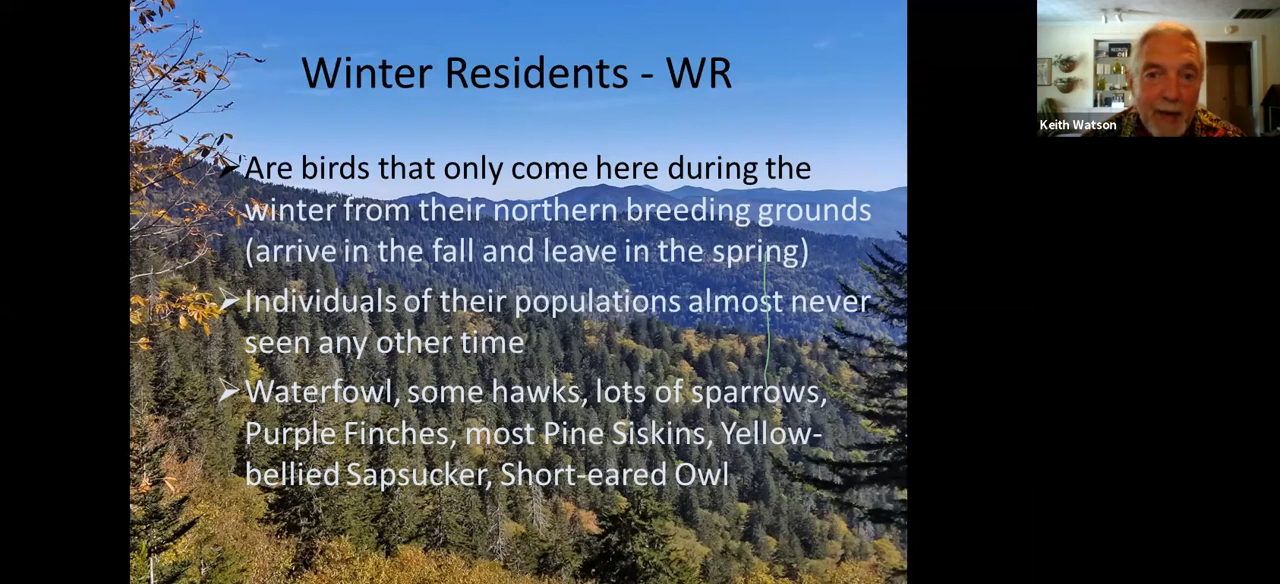 Winter Residents - WR
Are birds that only come here during the
winter from their northern breeding grounds
(arrive in the fall and leave in the spring)
Individuals of their populations almost never
seen any other time
Waterfowl, some hawks, lots of sparrows,
Purple Finches, most Pine Siskins, Yellow-
bellied Sapsucker, Short-eared Owl
Keith Watson